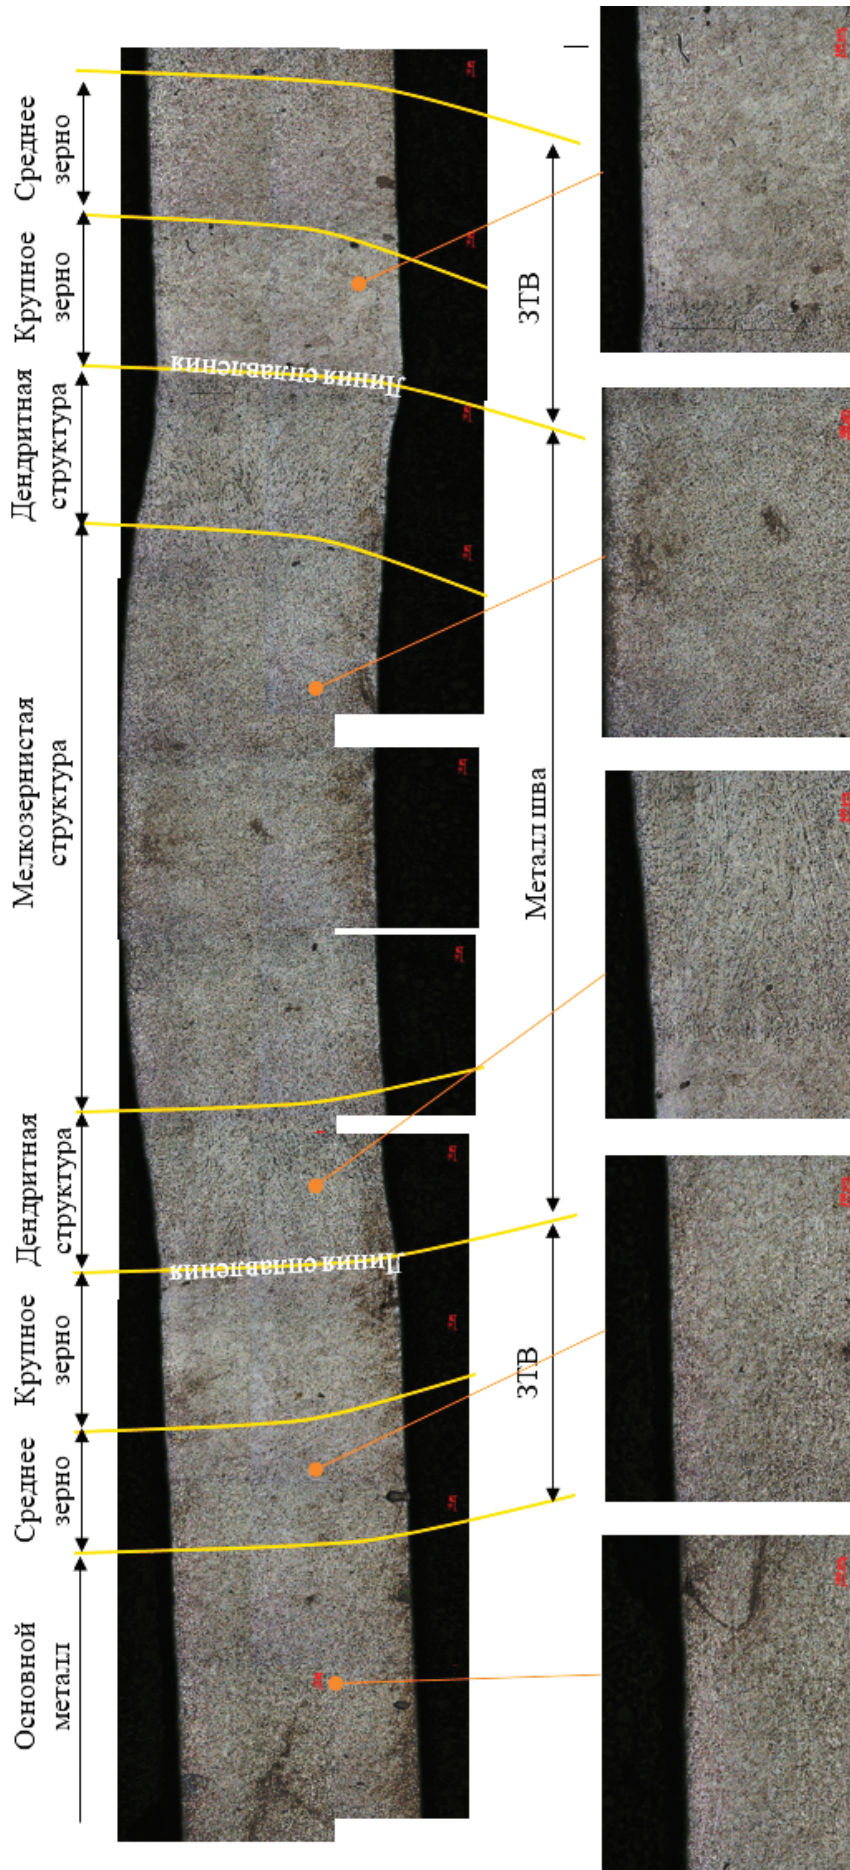 Среднее
зерно
Крупное
зерно
Дендритная
структура
Мелкозернистая
структура
Дендритная
структура
Крупное
зерно
Среднее
зерно
Основной
металл
Линия сплавления
Линия сплавления
ЗТВ
Металл шва
ЗТВ